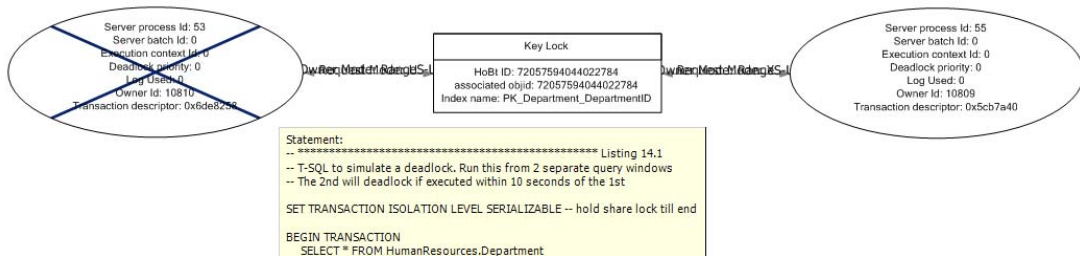 Server process Id: 53
Server batch Id: 0
Execution context Id: 0
Deadlock priority: 0
Log Used: 0
Owner Id: 10810
Transaction descriptor: 0x6de8258
Key Lock
HoBt ID: 72057594044022784
associated objid: 72057594044022784
Index name: PK_Department_DepartmentID
Server process Id: 55
Server batch Id: 0
Execution context Id: 0
Deadlock priority: 0
Log Used: 0
Owner Id: 10809
Transaction descriptor: 0x5cb7a40
Statement:
-- *********************************************** Listing 14.1
-- T-SQL to simulate a deadlock. Run this from 2 separate query windows
-- The 2nd will deadlock if executed within 10 seconds of the 1st
SET TRANSACTION ISOLATION LEVEL SERIALIZABLE -- hold share lock till end
BEGIN TRANSACTION
SELECT * FROM HumanResources.Department